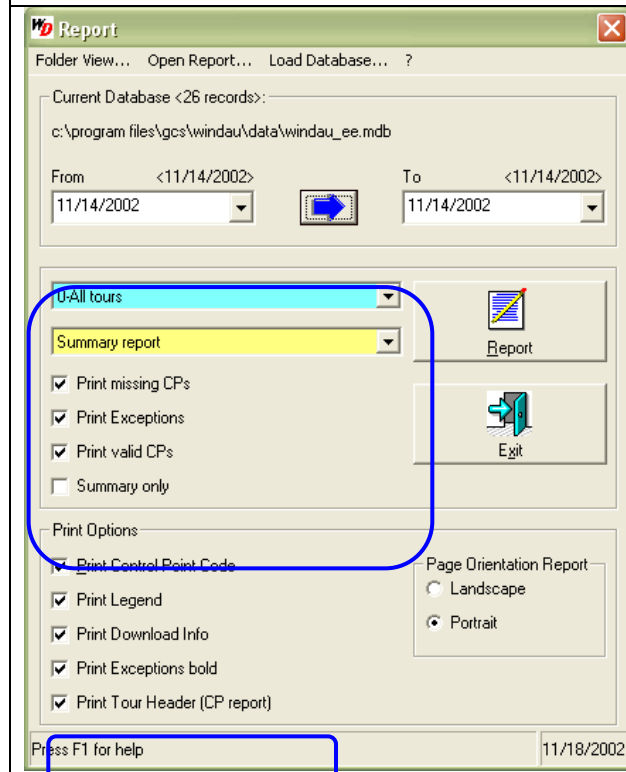 WD Report
Folder View... Open Report... Load Database... ?
Current Database <26 records>:
c:\program files\gcs\windau\data\windau_ee.mdb
From <11/14/2002> To <11/14/2002>
11/14/2002 11/14/2002
0-All tours
Summary report
Report
Print missing CPs
Print Exceptions
Print valid CPs
Exit
Summary only
Print Options
Print Control Point Code
Page Orientation Report
Landscape
Print Legend
Portrait
Print Download Info
Print Exceptions bold
Print Tour Header (CP report)
Press F1 for help 11/18/2002